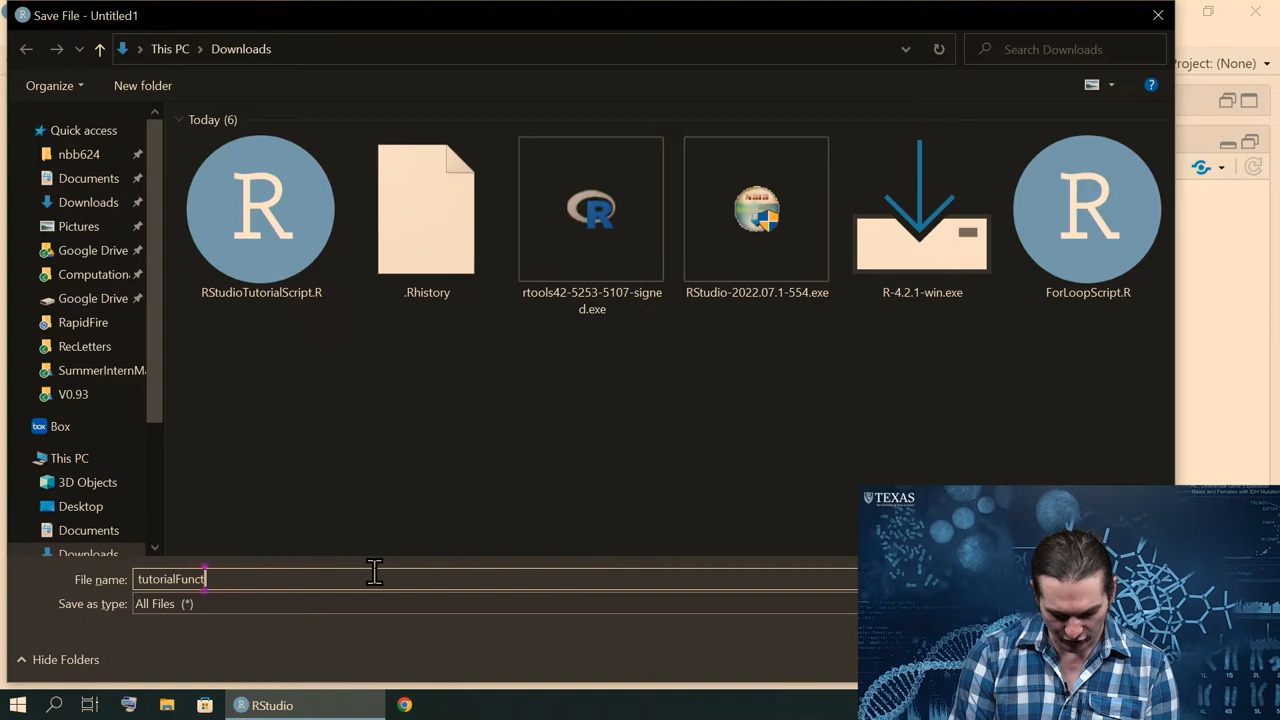 Save File - Untitled1
This PC > Downloads
Search Downloads
Project: (None)
Organize
New folder
Today (6)
Quick access
nbb624
Documents
Downloads
Pictures
Google Drive
Computation
Google Drive
RapidFire
RecLetters
SummerInternMa
V0.93
Box
This PC
3D Objects
Desktop
Documents
Downloads
R
RStudioTutorialScript.R
.Rhistory
R
rtools42-5253-5107-signe
d.exe
RStudio-2022.07.1-554.exe
R-4.2.1-win.exe
R
ForLoopScript.R
File name: tutorialFunct
Save as type: All Files (*)
Hide Folders
TEXAS
RStudio